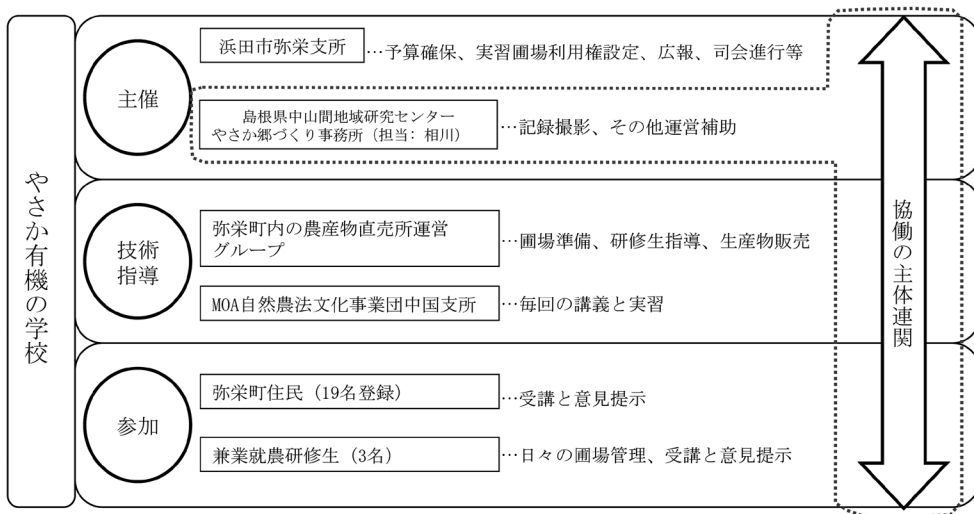 やさか有機の学校
主催
浜田市弥栄支所
…予算確保、実習圃場利用権設定、広報、司会進行等
島根県中山間地域研究センター
やさか郷づくり事務所（担当: 相川）
…記録撮影、その他運営補助
技術
指導
弥栄町内の農産物直売所運営
グループ
…圃場準備、研修生指導、生産物販売
MOA自然農法文化事業団中国支所
…毎回の講義と実習
参加
弥栄町住民（19名登録）
…受講と意見提示
兼業就農研修生（3名）
…日々の圃場管理、受講と意見提示
協働の主体連関